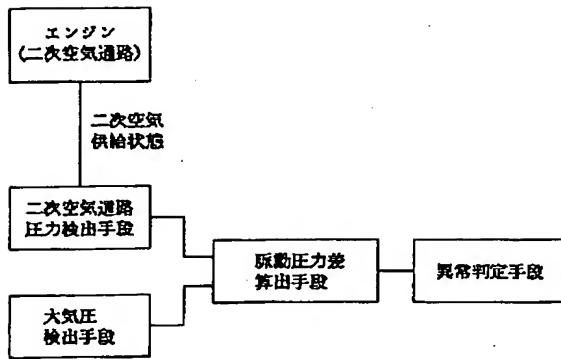 エンジン
(二次空気通路)
二次空気
供給状態
二次空気通路
圧力検出手段
脈動圧力差
算出手段
異常判定手段
大気圧
検出手段